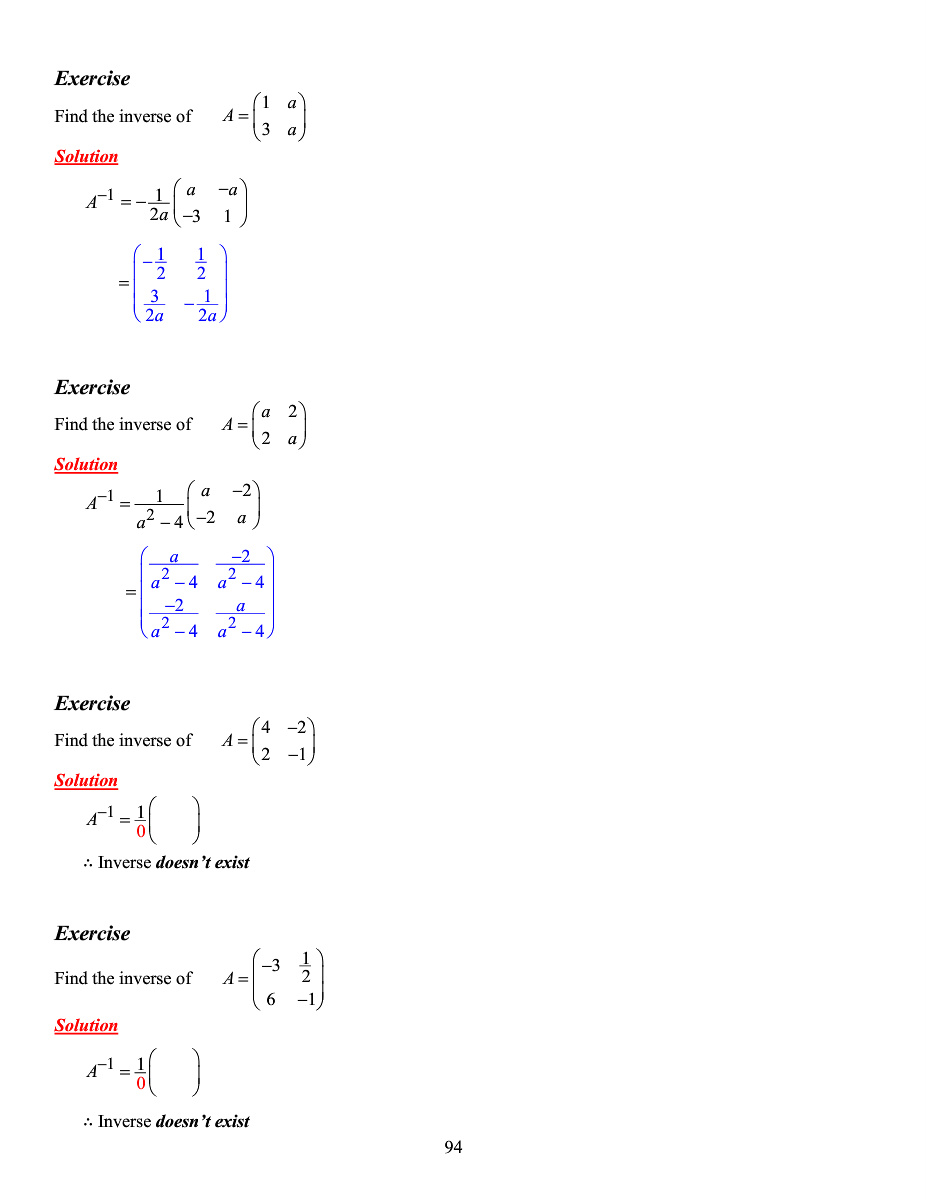 Exercise
Find the inverse of A = \begin{pmatrix} 1 & a \\ 3 & a \end{pmatrix}
Solution
A^{-1} = -\frac{1}{2a} \begin{pmatrix} a & -a \\ -3 & 1 \end{pmatrix}
= \begin{pmatrix} -\frac{1}{2} & \frac{1}{2} \\ \frac{3}{2a} & -\frac{1}{2a} \end{pmatrix}
Exercise
Find the inverse of A = \begin{pmatrix} a & 2 \\ 2 & a \end{pmatrix}
Solution
A^{-1} = \frac{1}{a^2 - 4} \begin{pmatrix} a & -2 \\ -2 & a \end{pmatrix}
= \begin{pmatrix} \frac{a}{a^2 - 4} & \frac{-2}{a^2 - 4} \\ \frac{-2}{a^2 - 4} & \frac{a}{a^2 - 4} \end{pmatrix}
Exercise
Find the inverse of A = \begin{pmatrix} 4 & -2 \\ 2 & -1 \end{pmatrix}
Solution
A^{-1} = \frac{1}{0} \begin{pmatrix} & \\ & \end{pmatrix}
∴ Inverse doesn't exist
Exercise
Find the inverse of A = \begin{pmatrix} -3 & \frac{1}{2} \\ 6 & -1 \end{pmatrix}
Solution
A^{-1} = \frac{1}{0} \begin{pmatrix} & \\ & \end{pmatrix}
∴ Inverse doesn't exist
94